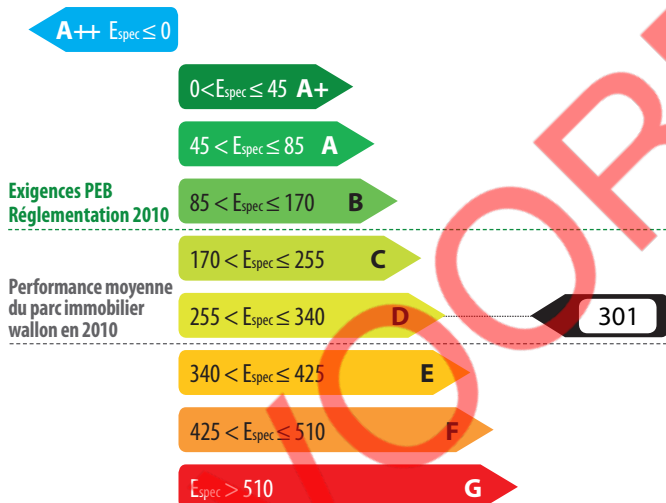 A++ Espec ≤ 0
0<Espec ≤ 45 A+
45 < Espec ≤ 85 A
Exigences PEB
Réglementation 2010
85 < Espec ≤ 170 B
170 < Espec ≤ 255 C
Performance moyenne
du parc immobilier
wallon en 2010
255 < Espec ≤ 340 D
301
340 < Espec ≤ 425 E
425 < Espec ≤ 510 F
Espec > 510 G